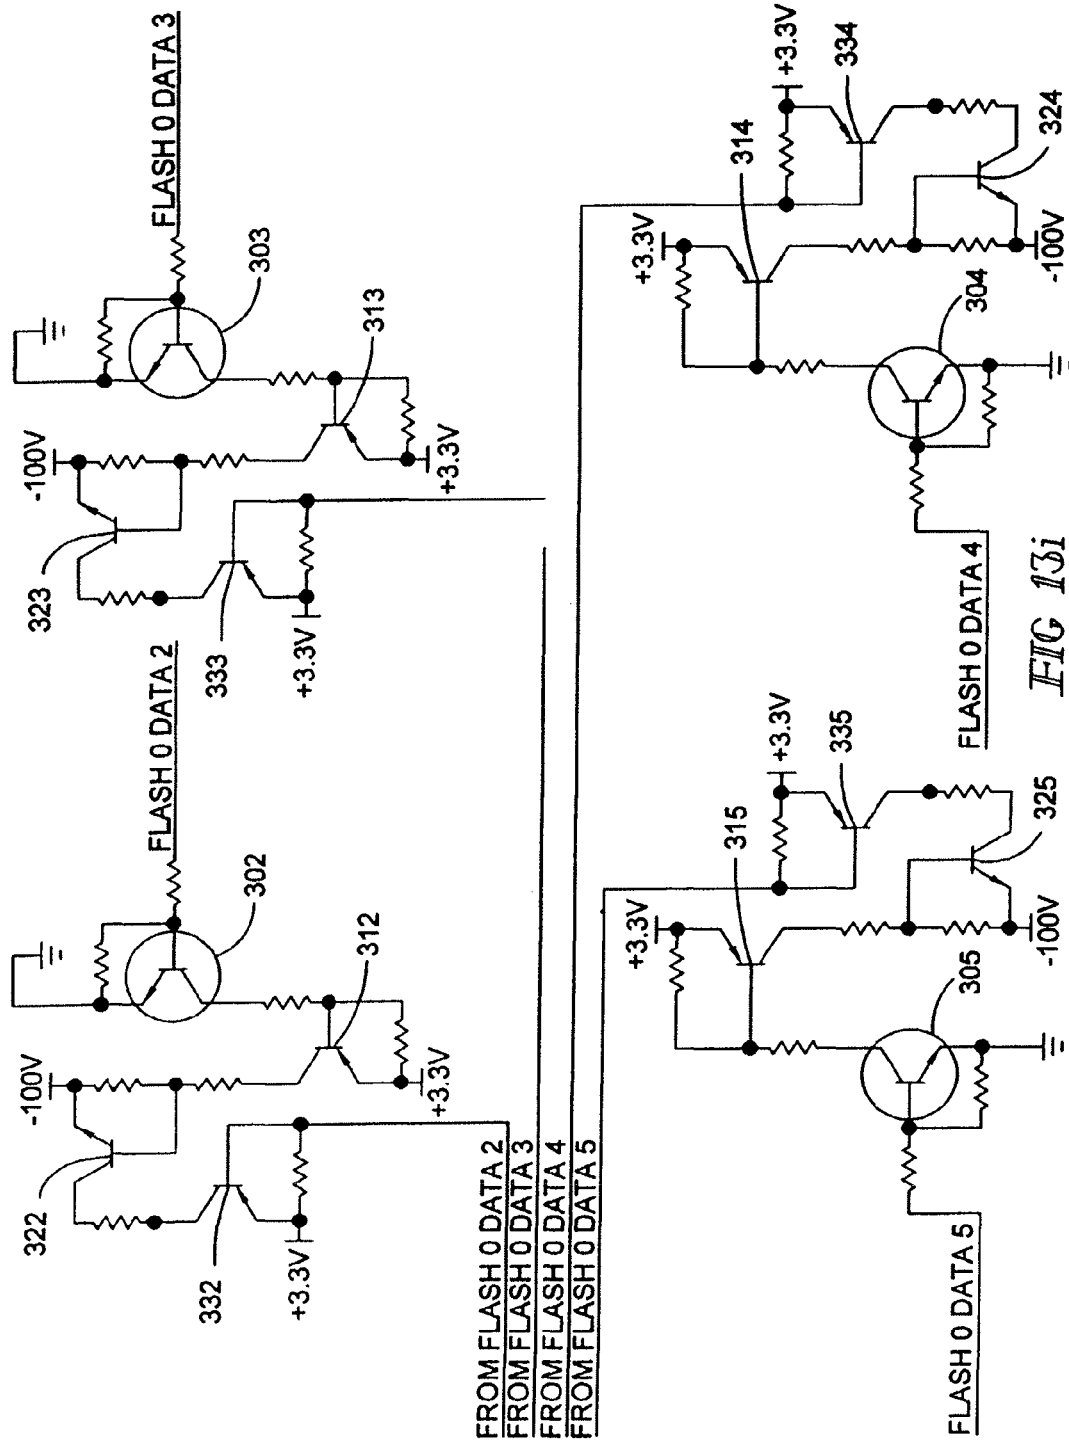 FLASH 0 DATA 3
303
313
-100V
+3.3V
323
333
+3.3V
FLASH 0 DATA 2
302
312
-100V
+3.3V
322
332
+3.3V
FROM FLASH 0 DATA 2
FROM FLASH 0 DATA 3
FROM FLASH 0 DATA 4
FROM FLASH 0 DATA 5
+3.3V
334
314
+3.3V
324
-100V
304
FLASH 0 DATA 4
+3.3V
335
315
+3.3V
325
-100V
305
FLASH 0 DATA 5
FIG 13i